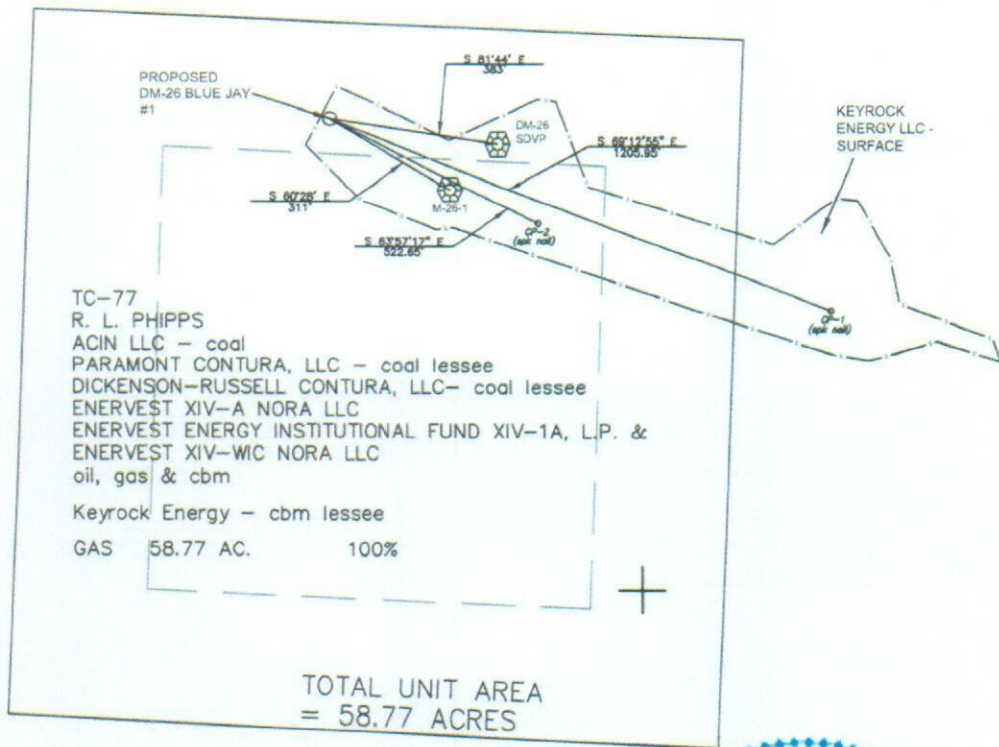 S 81°44' E
383'
PROPOSED
DM-26 BLUE JAY
#1
KEYROCK
ENERGY LLC -
SURFACE
DM-26
SDVP
S 69°12'55" E
1205.95'
S 60°28' E
311'
M-26-1
S 63°57'17" E
522.65'
GP-2
(spk nail)
GP-1
(spk nail)
TC-77
R. L. PHIPPS
ACIN LLC - coal
PARAMONT CONTURA, LLC - coal lessee
DICKENSON-RUSSELL CONTURA, LLC- coal lessee
ENERVEST XIV-A NORA LLC
ENERVEST ENERGY INSTITUTIONAL FUND XIV-1A, L.P. &
ENERVEST XIV-WIC NORA LLC
oil, gas & cbm
Keyrock Energy - cbm lessee
GAS 58.77 AC. 100%
TOTAL UNIT AREA
= 58.77 ACRES